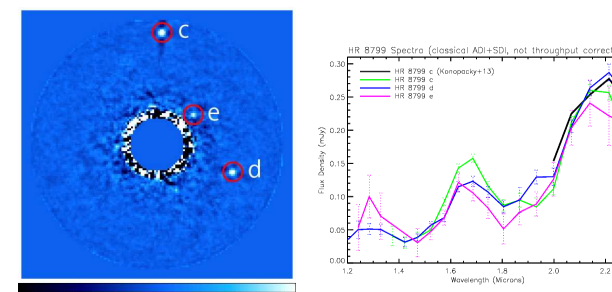 c
e
d
HR 8799 Spectra (classical ADI+SDI, not throughput correct
HR 8799 c (Konopacky+13)
HR 8799 c
HR 8799 d
HR 8799 e
Flux Density (mJy)
0.30
0.25
0.20
0.15
0.10
0.05
0.00
1.2 1.4 1.6 1.8 2.0 2.2
Wavelength (Microns)